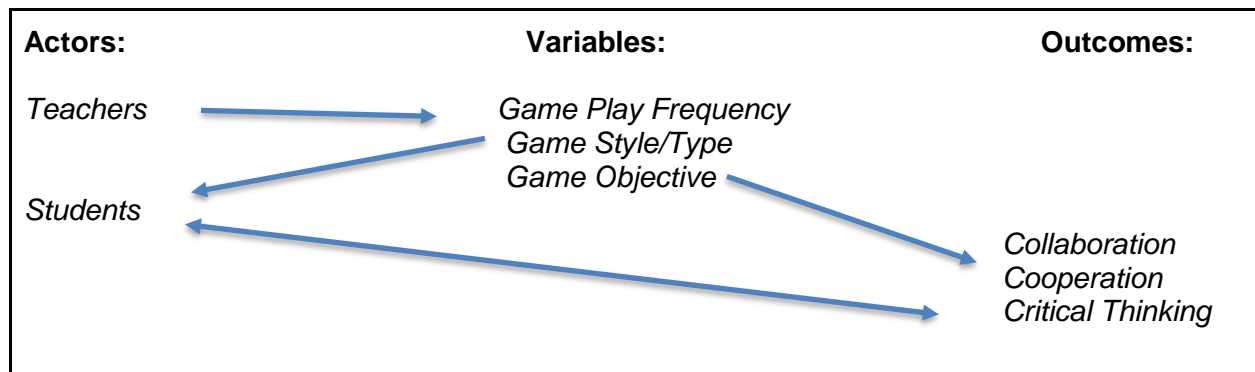 Actors: Variables: Outcomes:
Teachers Game Play Frequency
Game Style/Type
Game Objective
Students
Collaboration
Cooperation
Critical Thinking